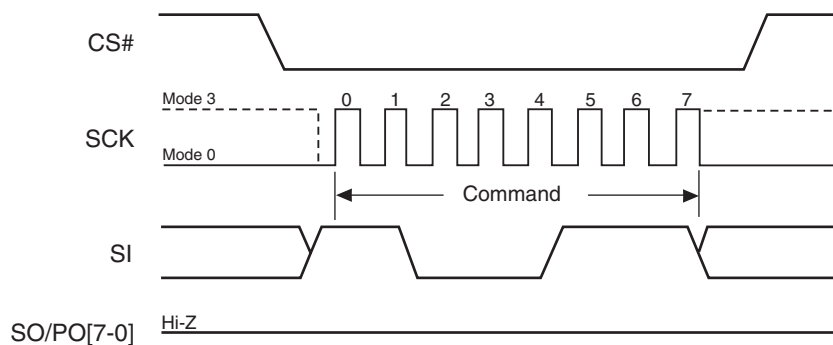 CS#
Mode 3
0 1 2 3 4 5 6 7
SCK
Mode 0
Command
SI
Hi-Z
SO/PO[7-0]